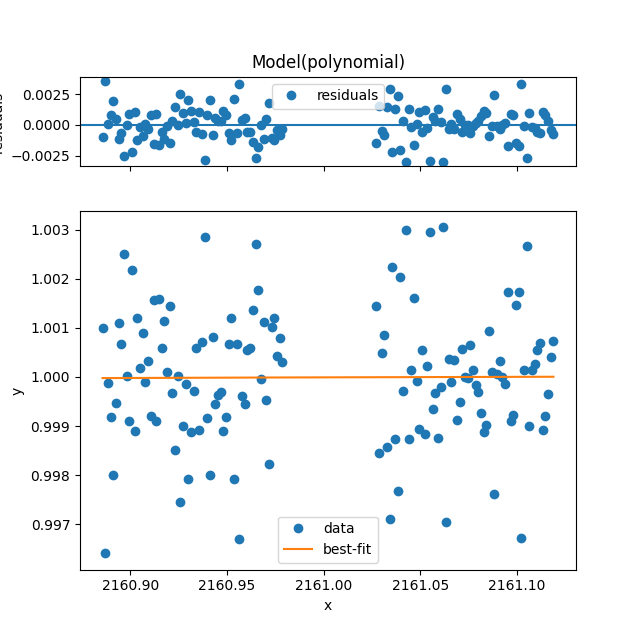 Model(polynomial)
0.0025
0.0000
−0.0025
residuals
residuals
1.003
1.002
1.001
1.000
0.999
0.998
0.997
y
data
best-fit
2160.90 2160.95 2161.00 2161.05 2161.10
x